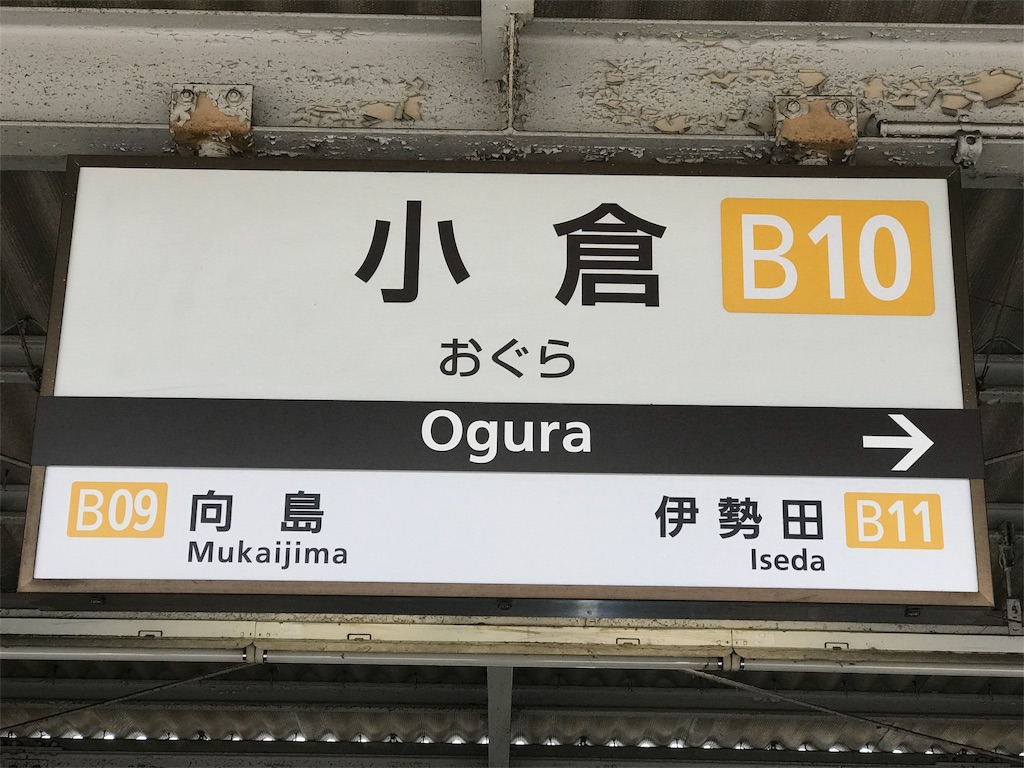 小倉 B10
おぐら
Ogura →
B09 向島 伊勢田 B11
Mukaijima Iseda